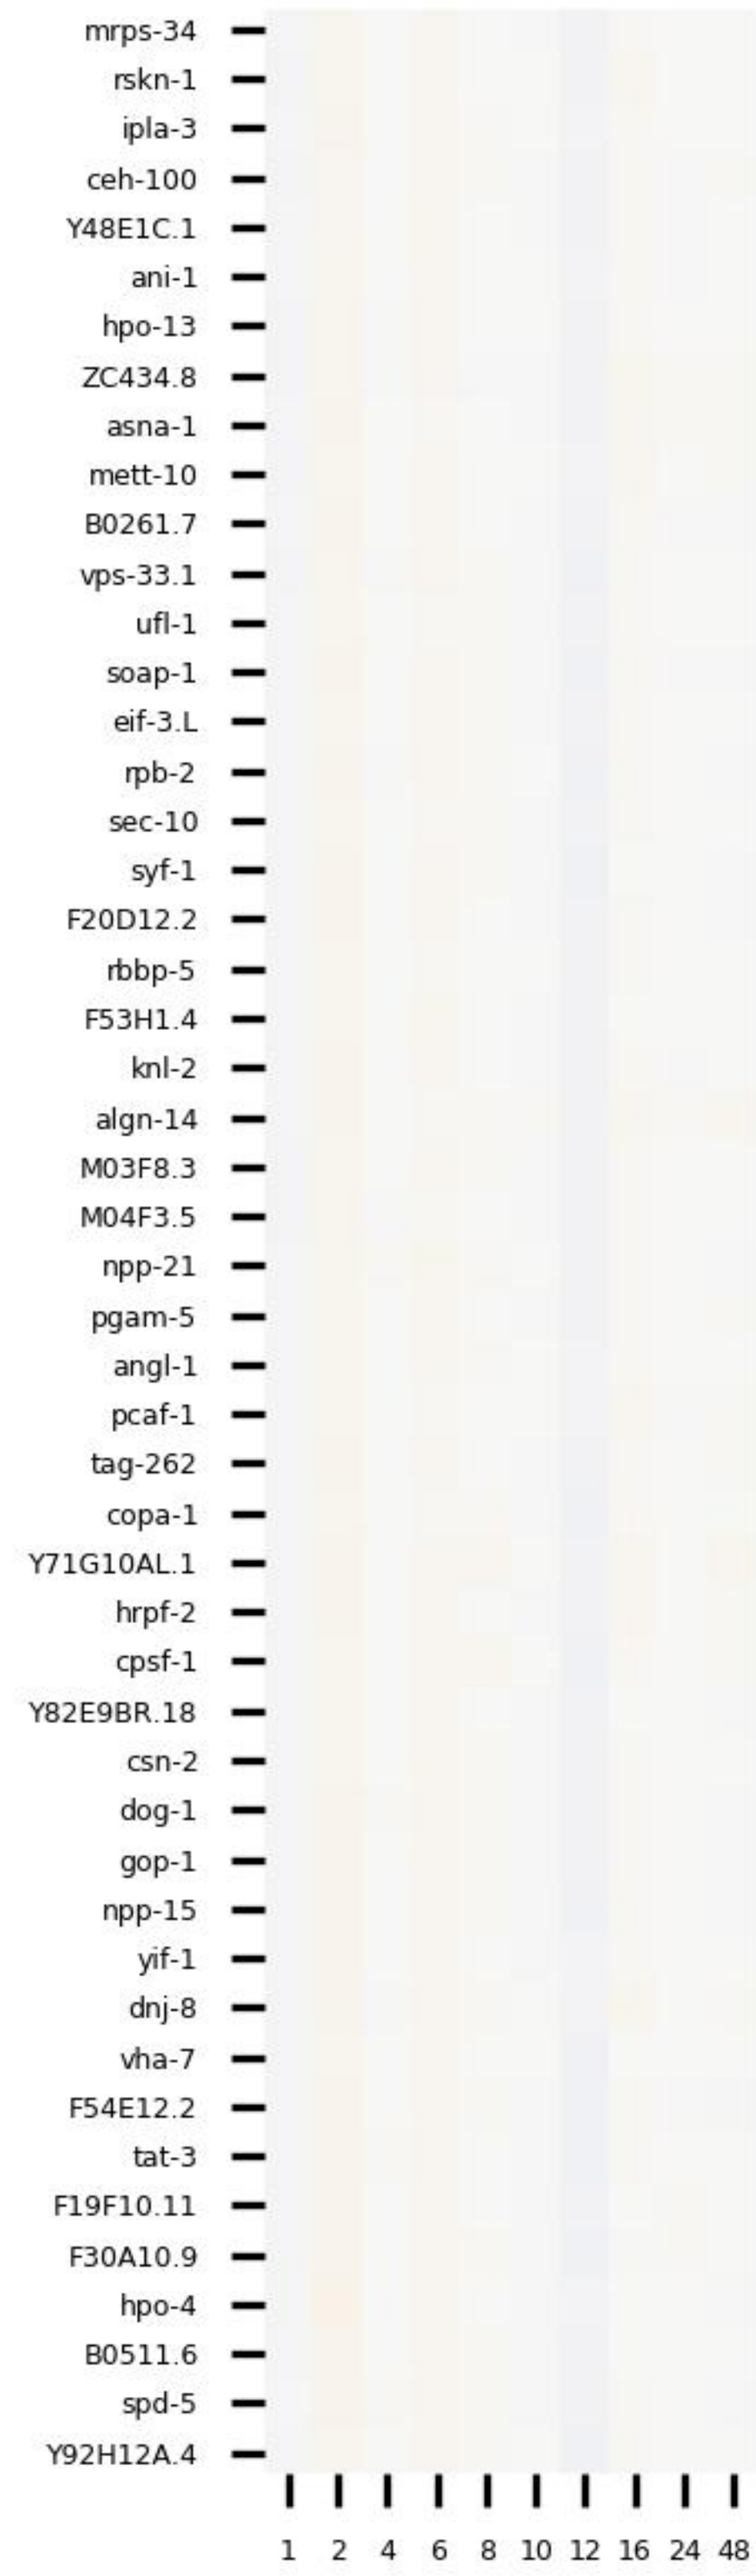 mrps-34
rskn-1
ipla-3
ceh-100
Y48E1C.1
ani-1
hpo-13
ZC434.8
asna-1
mett-10
B0261.7
vps-33.1
ufl-1
soap-1
eif-3.L
rpb-2
sec-10
syf-1
F20D12.2
rbbp-5
F53H1.4
knl-2
algn-14
M03F8.3
M04F3.5
npp-21
pgam-5
angl-1
pcaf-1
tag-262
copa-1
Y71G10AL.1
hrpf-2
cpsf-1
Y82E9BR.18
csn-2
dog-1
gop-1
npp-15
yif-1
dnj-8
vha-7
F54E12.2
tat-3
F19F10.11
F30A10.9
hpo-4
B0511.6
spd-5
Y92H12A.4
1 2 4 6 8 10 12 16 24 48